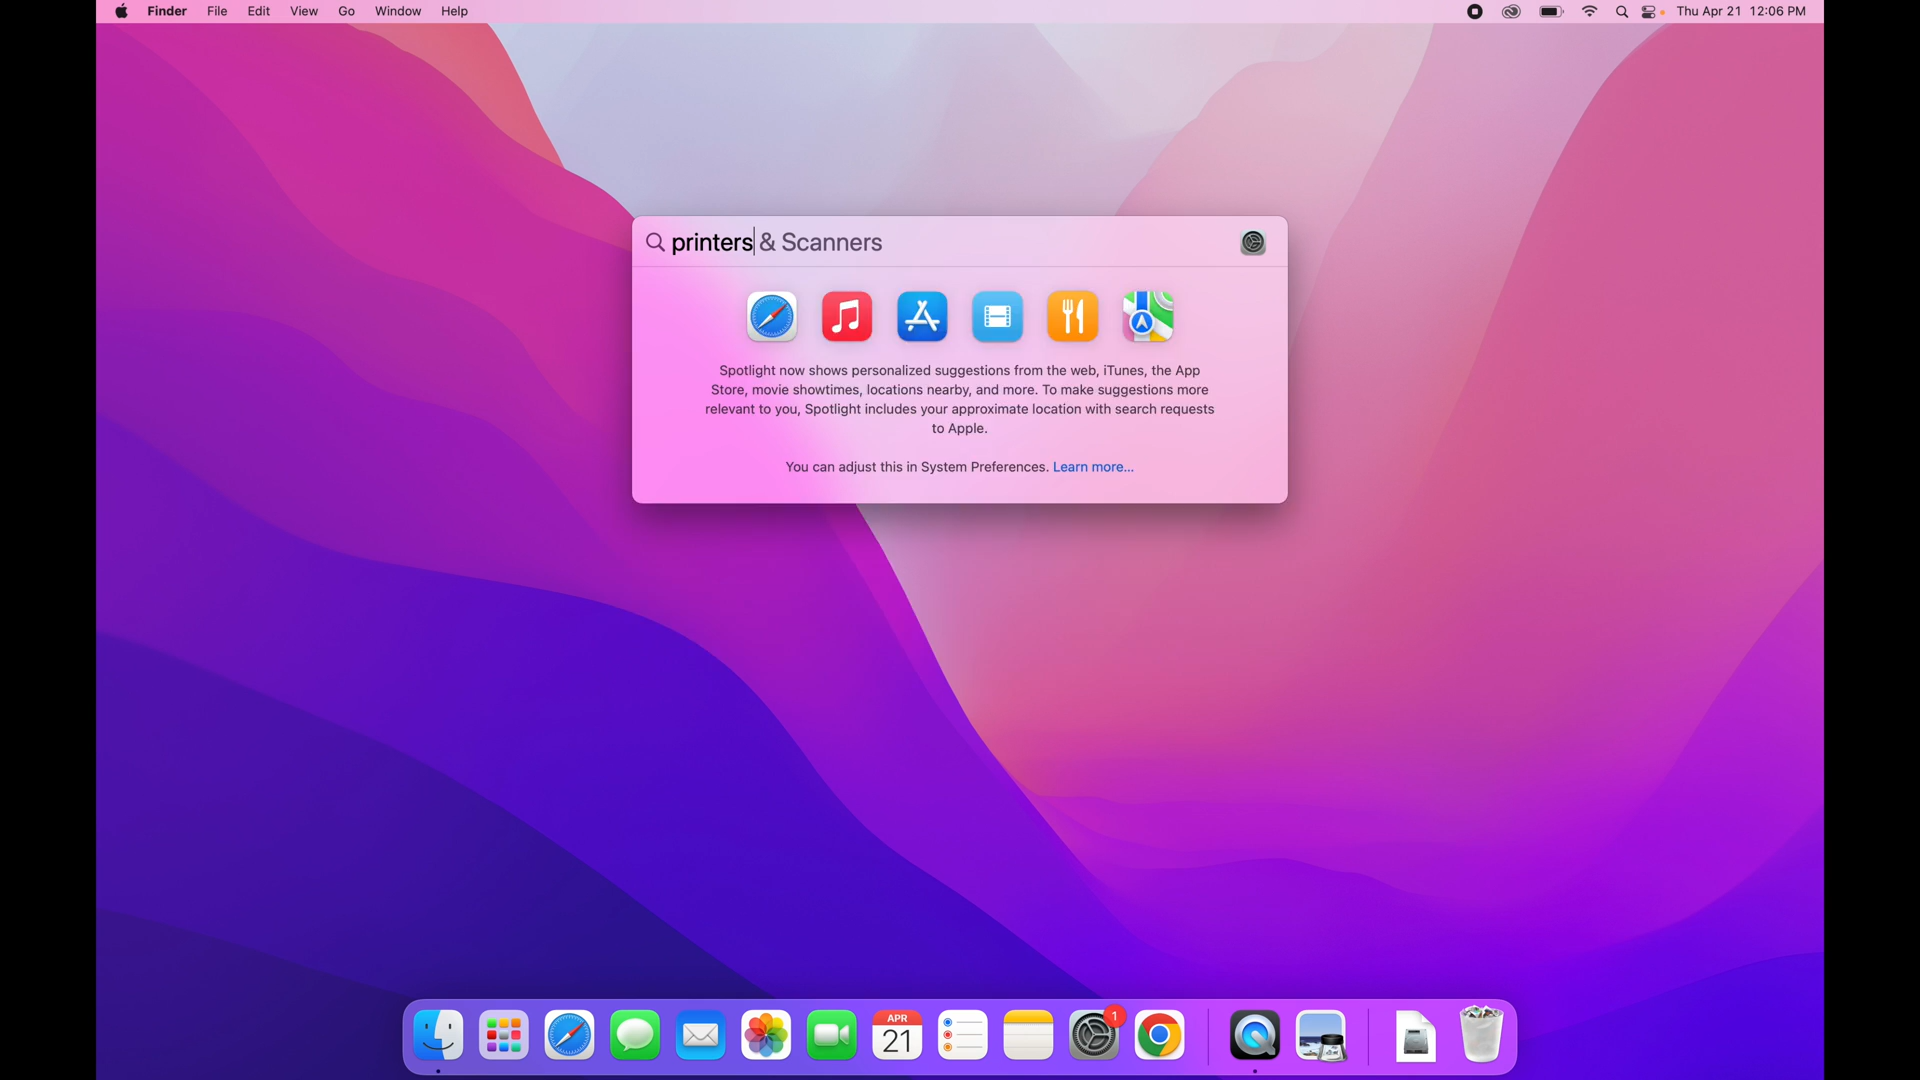 Finder File Edit View Go Window Help Thu Apr 21 12:06 PM
printers & Scanners
Spotlight now shows personalized suggestions from the web, iTunes, the App
Store, movie showtimes, locations nearby, and more. To make suggestions more
relevant to you, Spotlight includes your approximate location with search requests
to Apple.
You can adjust this in System Preferences. Learn more...
APR
21
1